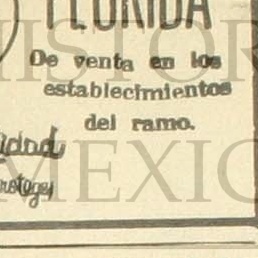 FLORIDA
De venta en los
establecimientos
del ramo.